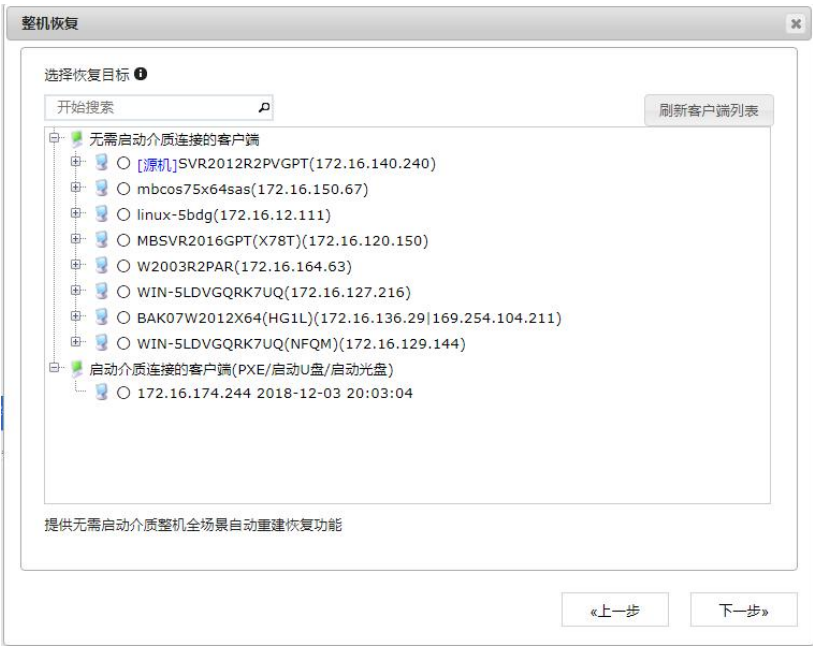 整机恢复
选择恢复目标
开始搜索
刷新客户端列表
无需启动介质连接的客户端
[源机]SVR2012R2PVGPT(172.16.140.240)
mbcos75x64sas(172.16.150.67)
linux-5bdg(172.16.12.111)
MBSVR2016GPT(X78T)(172.16.120.150)
W2003R2PAR(172.16.164.63)
WIN-5LDVGQRK7UQ(172.16.127.216)
BAK07W2012X64(HG1L)(172.16.136.29|169.254.104.211)
WIN-5LDVGQRK7UQ(NFQM)(172.16.129.144)
启动介质连接的客户端(PXE/启动U盘/启动光盘)
172.16.174.244 2018-12-03 20:03:04
提供无需启动介质整机全场景自动重建恢复功能
«上一步
下一步»